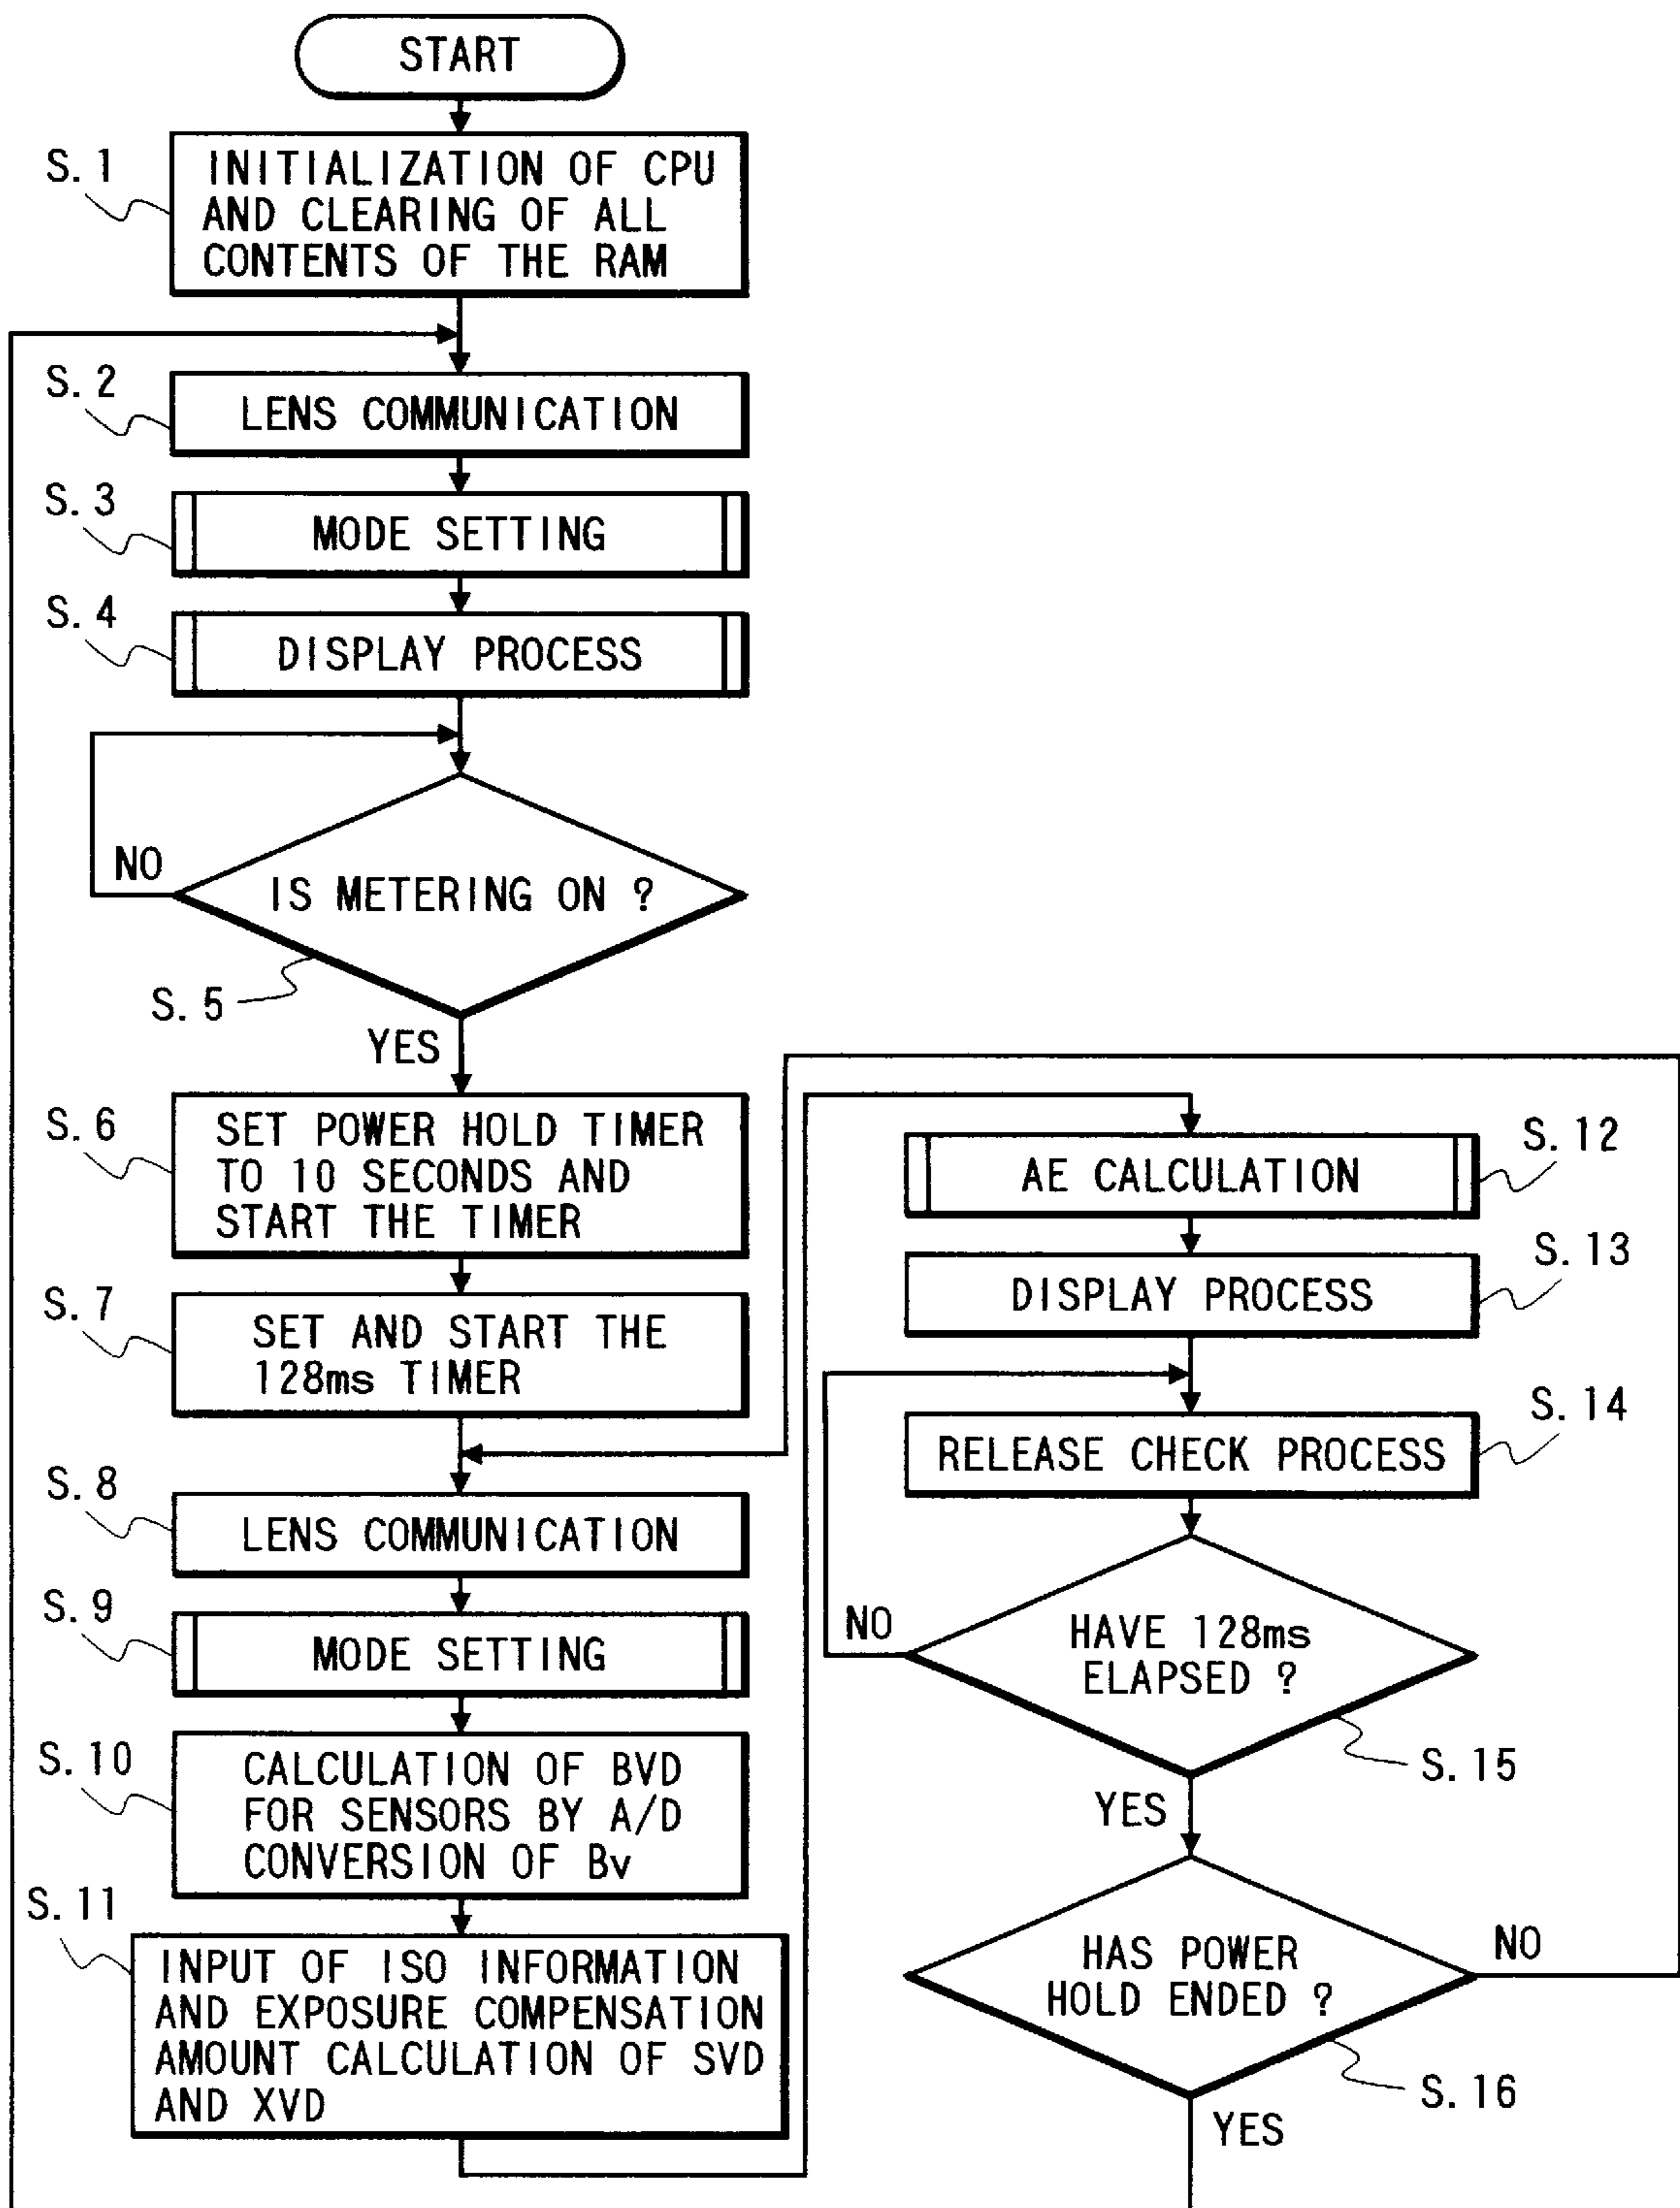 START
S. 1
INITIALIZATION OF CPU
AND CLEARING OF ALL
CONTENTS OF THE RAM
S. 2
LENS COMMUNICATION
S. 3
MODE SETTING
S. 4
DISPLAY PROCESS
NO
IS METERING ON ?
S. 5
YES
S. 6
SET POWER HOLD TIMER
TO 10 SECONDS AND
START THE TIMER
S. 7
SET AND START THE
128ms TIMER
S. 8
LENS COMMUNICATION
S. 9
MODE SETTING
S. 10
CALCULATION OF BVD
FOR SENSORS BY A/D
CONVERSION OF Bv
S. 11
INPUT OF ISO INFORMATION
AND EXPOSURE COMPENSATION
AMOUNT CALCULATION OF SVD
AND XVD
AE CALCULATION
S. 12
DISPLAY PROCESS
S. 13
RELEASE CHECK PROCESS
S. 14
NO
HAVE 128ms
ELAPSED ?
S. 15
YES
HAS POWER
HOLD ENDED ?
NO
S. 16
YES